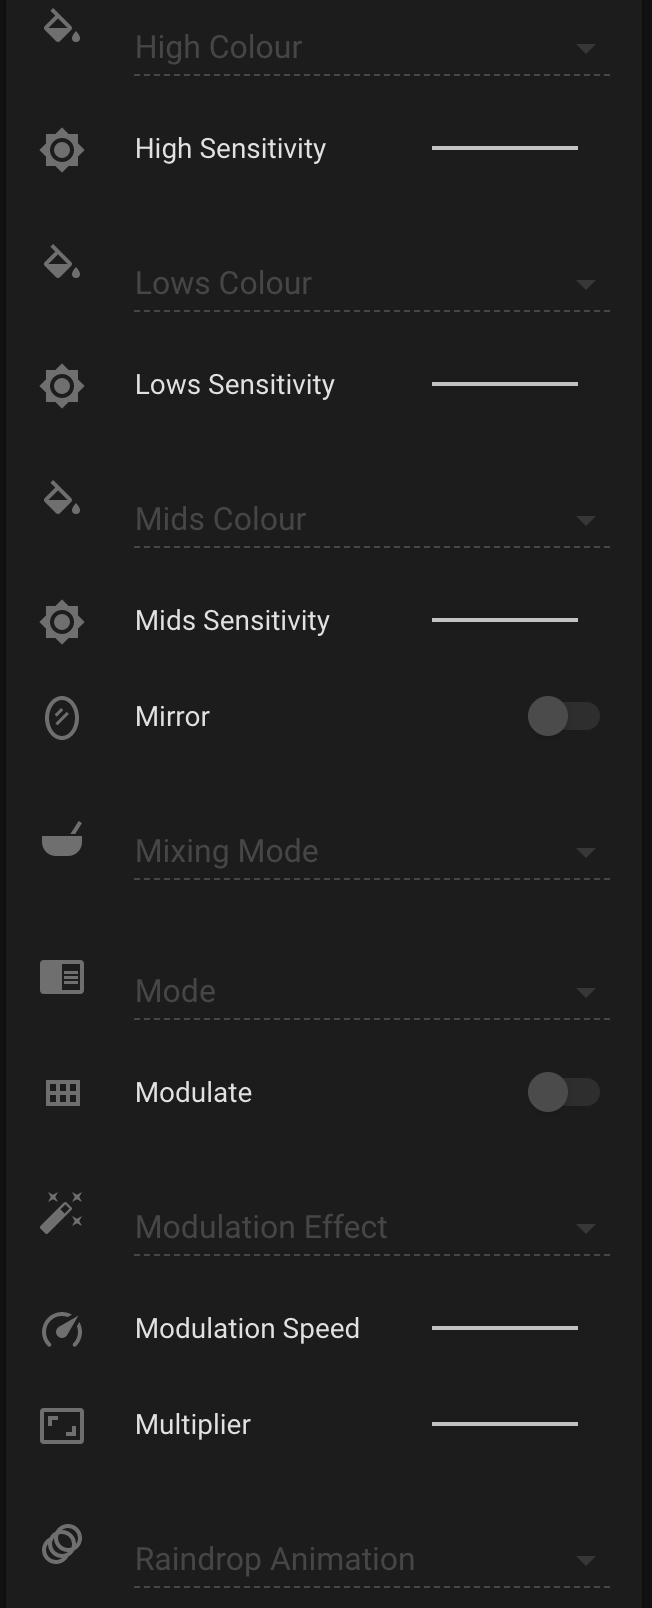 High Colour
High Sensitivity
Lows Colour
Lows Sensitivity
Mids Colour
Mids Sensitivity
Mirror
Mixing Mode
Mode
Modulate
Modulation Effect
Modulation Speed
Multiplier
Raindrop Animation